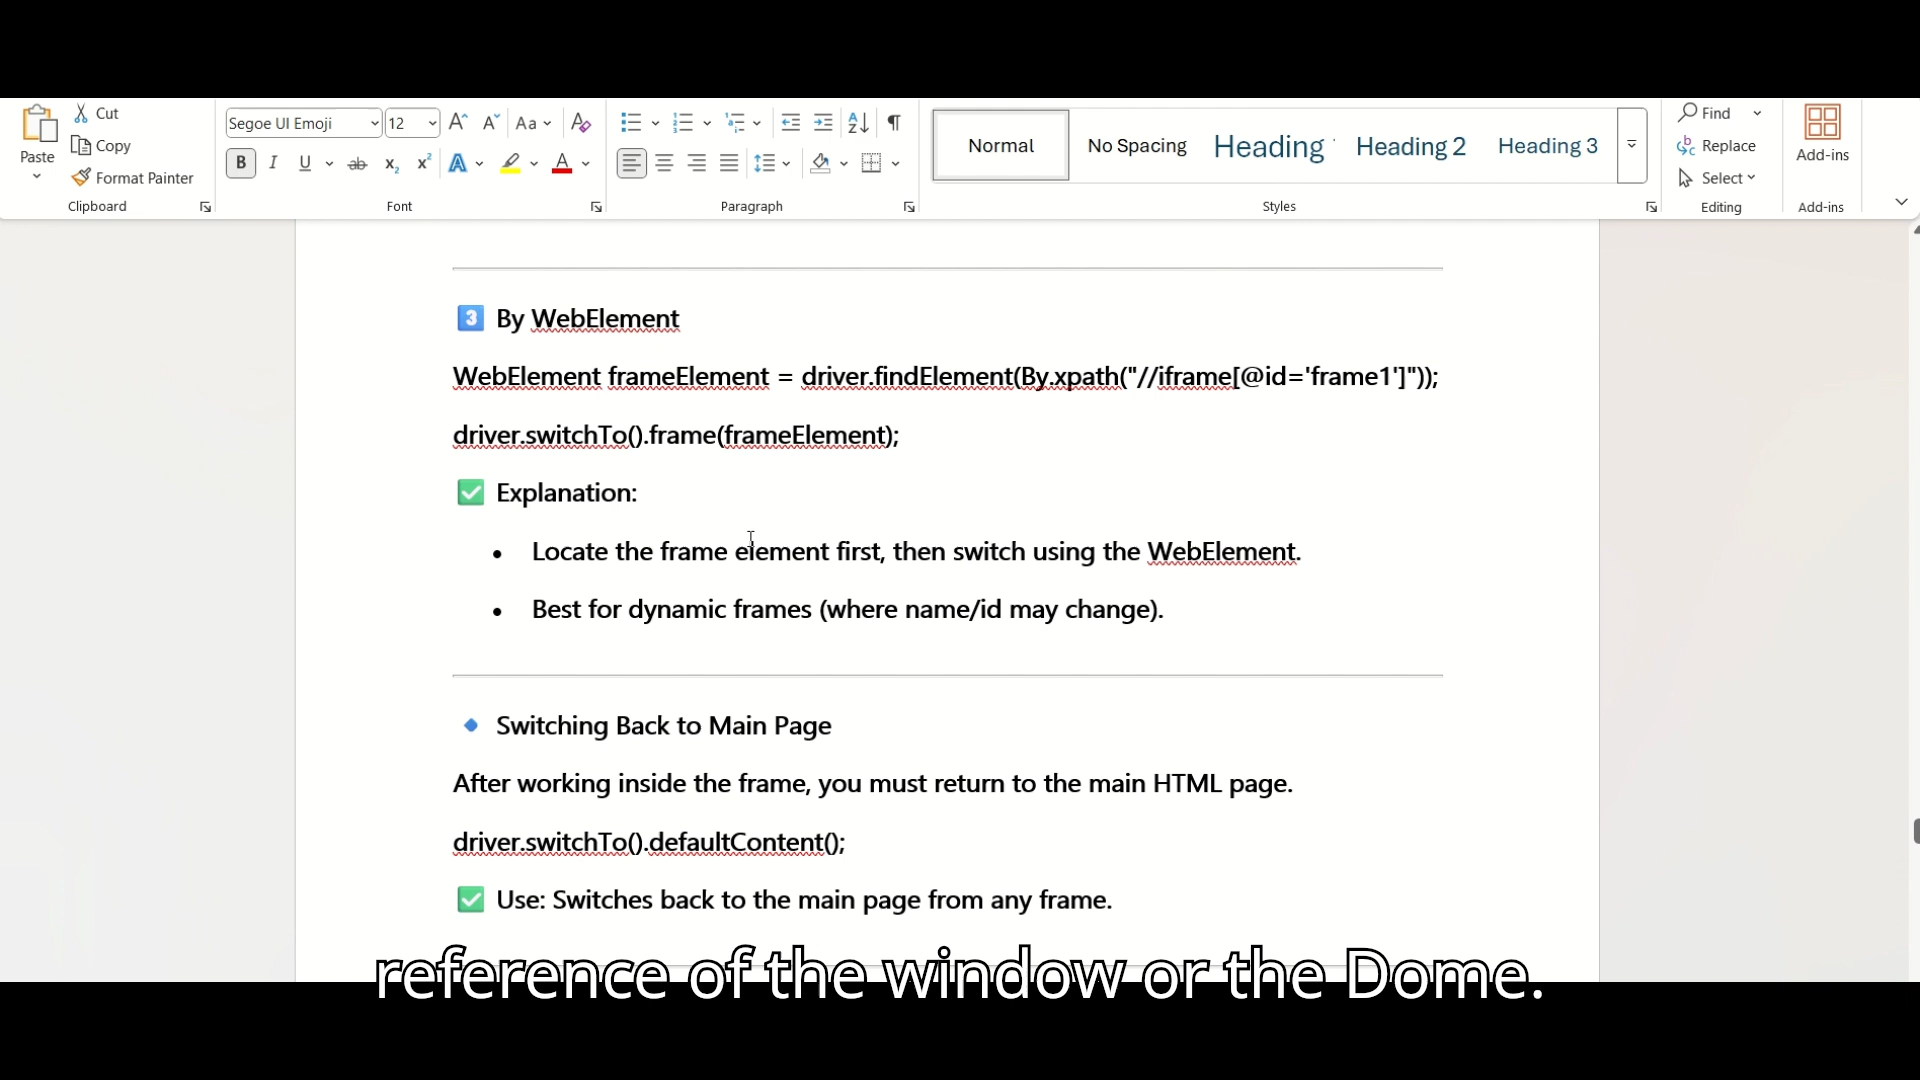 Paste
Cut
Copy
Format Painter
Clipboard
Segoe UI Emoji
12
Aa
B I U ab x₂ x² A A
Font
Paragraph
Normal
No Spacing
Heading
Heading 2
Heading 3
Styles
Find
Replace
Select
Editing
Add-ins
Add-ins
3 By WebElement
WebElement frameElement = driver.findElement(By.xpath("//iframe[@id='frame1']"));
driver.switchTo().frame(frameElement);
✅ Explanation:
• Locate the frame element first, then switch using the WebElement.
• Best for dynamic frames (where name/id may change).
🔹 Switching Back to Main Page
After working inside the frame, you must return to the main HTML page.
driver.switchTo().defaultContent();
✅ Use: Switches back to the main page from any frame.
reference of the window or the Dome.